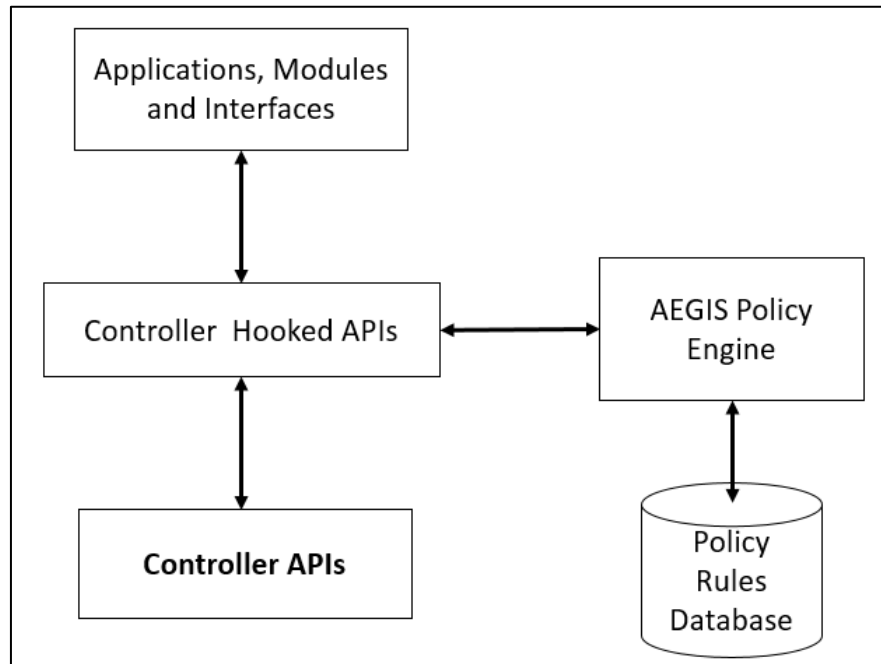 Applications, Modules
and Interfaces
Controller Hooked APIs
AEGIS Policy
Engine
Controller APIs
Policy
Rules
Database